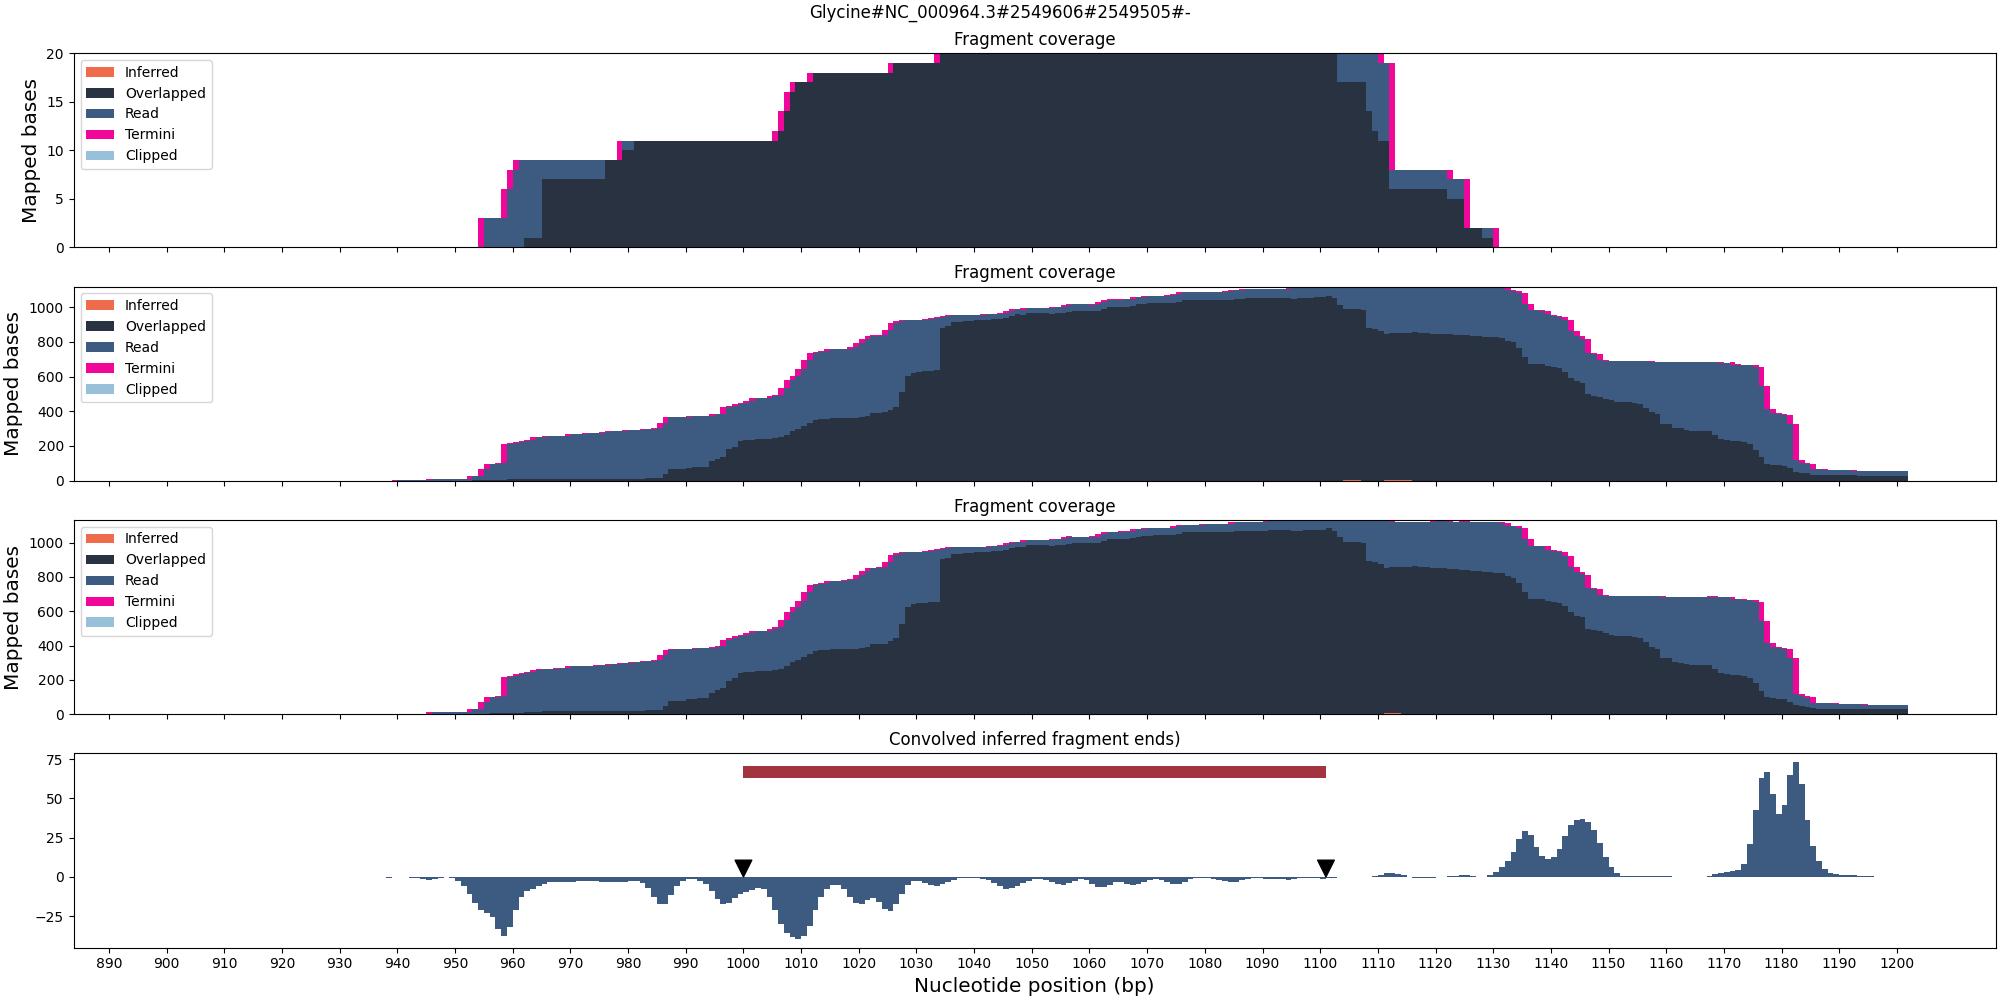 Glycine#NC_000964.3#2549606#2549505#-
Fragment coverage
Mapped bases
20
15
10
5
0
Inferred
Overlapped
Read
Termini
Clipped
Fragment coverage
Mapped bases
1000
800
600
400
200
0
Inferred
Overlapped
Read
Termini
Clipped
Fragment coverage
Mapped bases
1000
800
600
400
200
0
Inferred
Overlapped
Read
Termini
Clipped
Convolved inferred fragment ends)
75
50
25
0
−25
890 900 910 920 930 940 950 960 970 980 990 1000 1010 1020 1030 1040 1050 1060 1070 1080 1090 1100 1110 1120 1130 1140 1150 1160 1170 1180 1190 1200
Nucleotide position (bp)